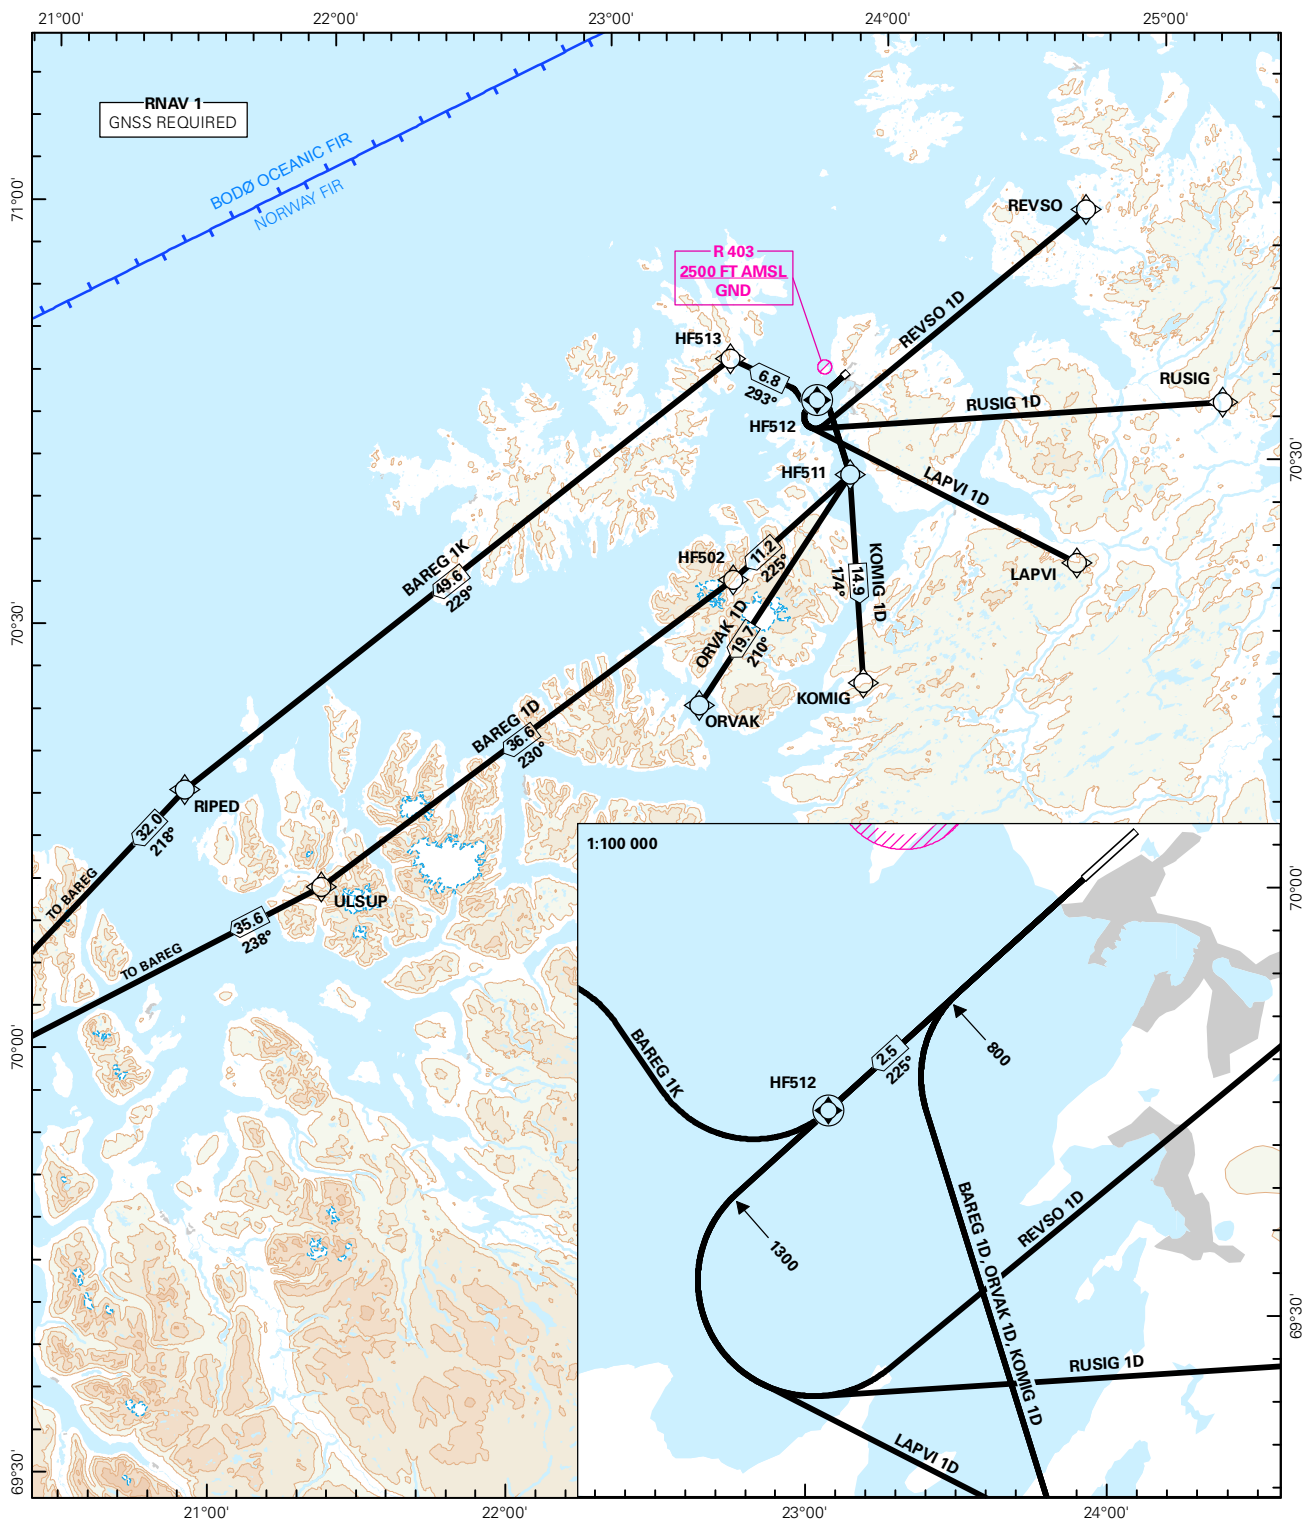 21°00'
22°00'
23°00'
24°00'
25°00'
RNAV 1
GNSS REQUIRED
BODØ OCEANIC FIR
NORWAY FIR
71°00'
REVSO
R 403
2500 FT AMSL
GND
REVSO 1D
HF513
6.8
293°
RUSIG
RUSIG 1D
HF512
70°30'
HF511
LAPVI 1D
BAREG 1K
49.6
229°
HF502
11.2
225°
KOMIG 1D
14.9
174°
LAPVI
70°30'
ORVAK 1D
19.7
210°
KOMIG
ORVAK
BAREG 1D
36.6
230°
RIPED
32.0
218°
TO BAREG
ULSUP
35.6
238°
TO BAREG
70°00'
70°00'
1:100 000
BAREG 1K
HF512
2.5
225°
800
1300
BAREG 1D, ORVAK 1D, KOMIG 1D
REVSO 1D
RUSIG 1D
LAPVI 1D
69°30'
69°30'
21°00'
22°00'
23°00'
24°00'